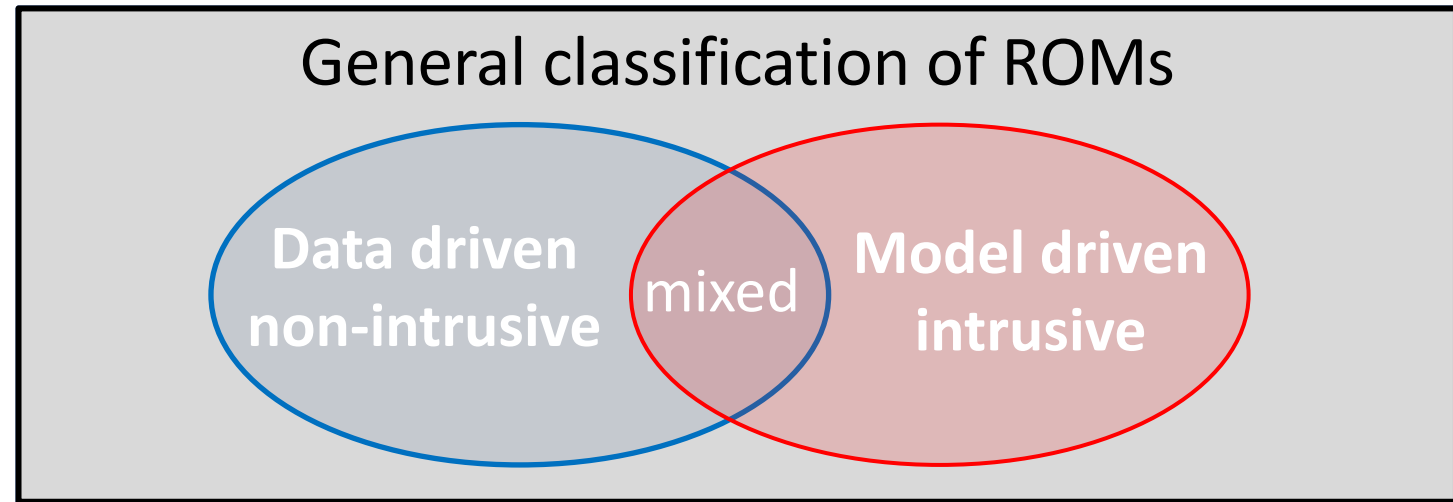 General classification of ROMs
Data driven
non-intrusive
mixed
Model driven
intrusive